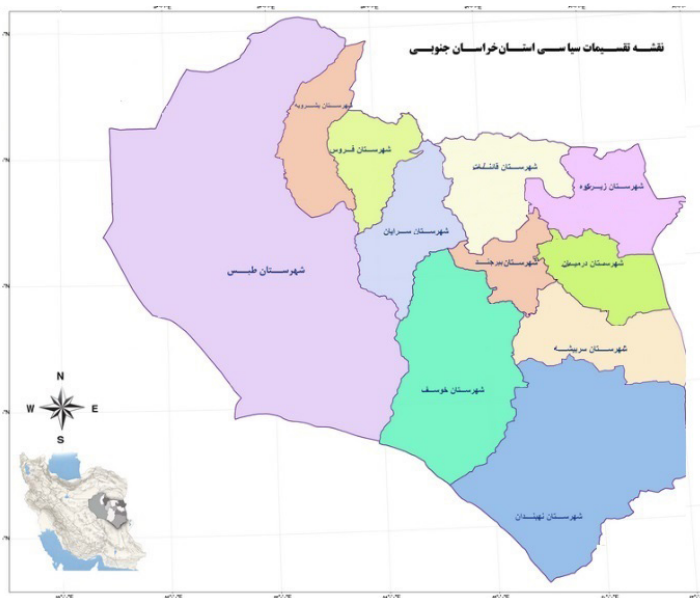 نقشه تقسیمات سیاسی استان خراسان جنوبی
شهرستان بشرویه
شهرستان فردوس
شهرستان قائنات
شهرستان زیرکوه
شهرستان سرایان
شهرستان بیرجند
شهرستان درمیان
شهرستان طبس
شهرستان سربیشه
شهرستان خوسف
شهرستان نهبندان
N
W E
S